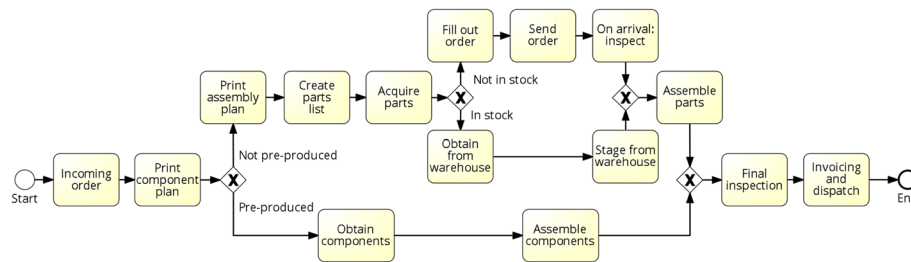 Fill out
order
Send
order
On arrival:
inspect
Not in stock
Print
assembly
plan
Create
parts
list
Acquire
parts
Assemble
parts
In stock
Obtain
from
warehouse
Stage from
warehouse
Not pre-produced
Start
Incoming
order
Print
component
plan
Final
inspection
Invoicing
and
dispatch
En
Pre-produced
Obtain
components
Assemble
components